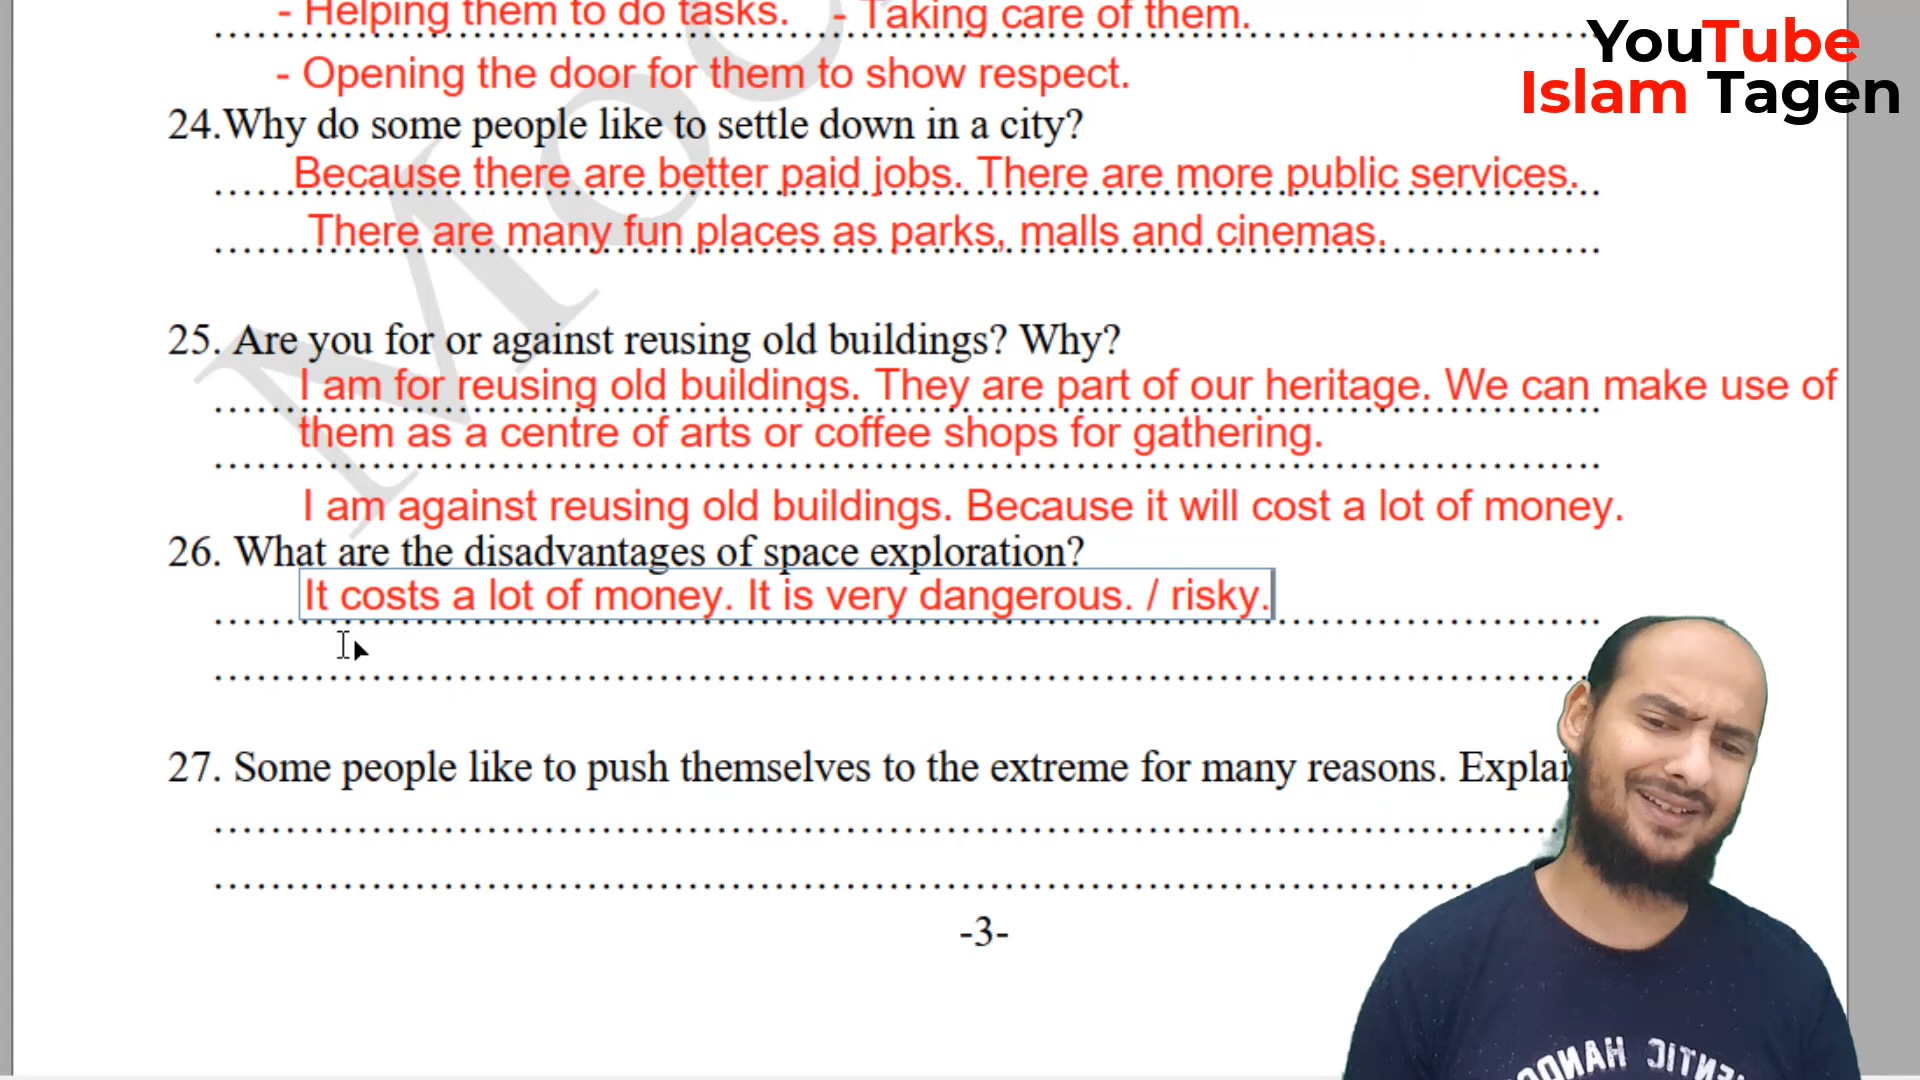 - Helping them to do tasks. - Taking care of them.
- Opening the door for them to show respect.
YouTube
Islam Tagen
24.Why do some people like to settle down in a city?
Because there are better paid jobs. There are more public services.
There are many fun places as parks, malls and cinemas.
25. Are you for or against reusing old buildings? Why?
I am for reusing old buildings. They are part of our heritage. We can make use of
them as a centre of arts or coffee shops for gathering.
I am against reusing old buildings. Because it will cost a lot of money.
26. What are the disadvantages of space exploration?
It costs a lot of money. It is very dangerous. / risky.
27. Some people like to push themselves to the extreme for many reasons. Explai
-3-